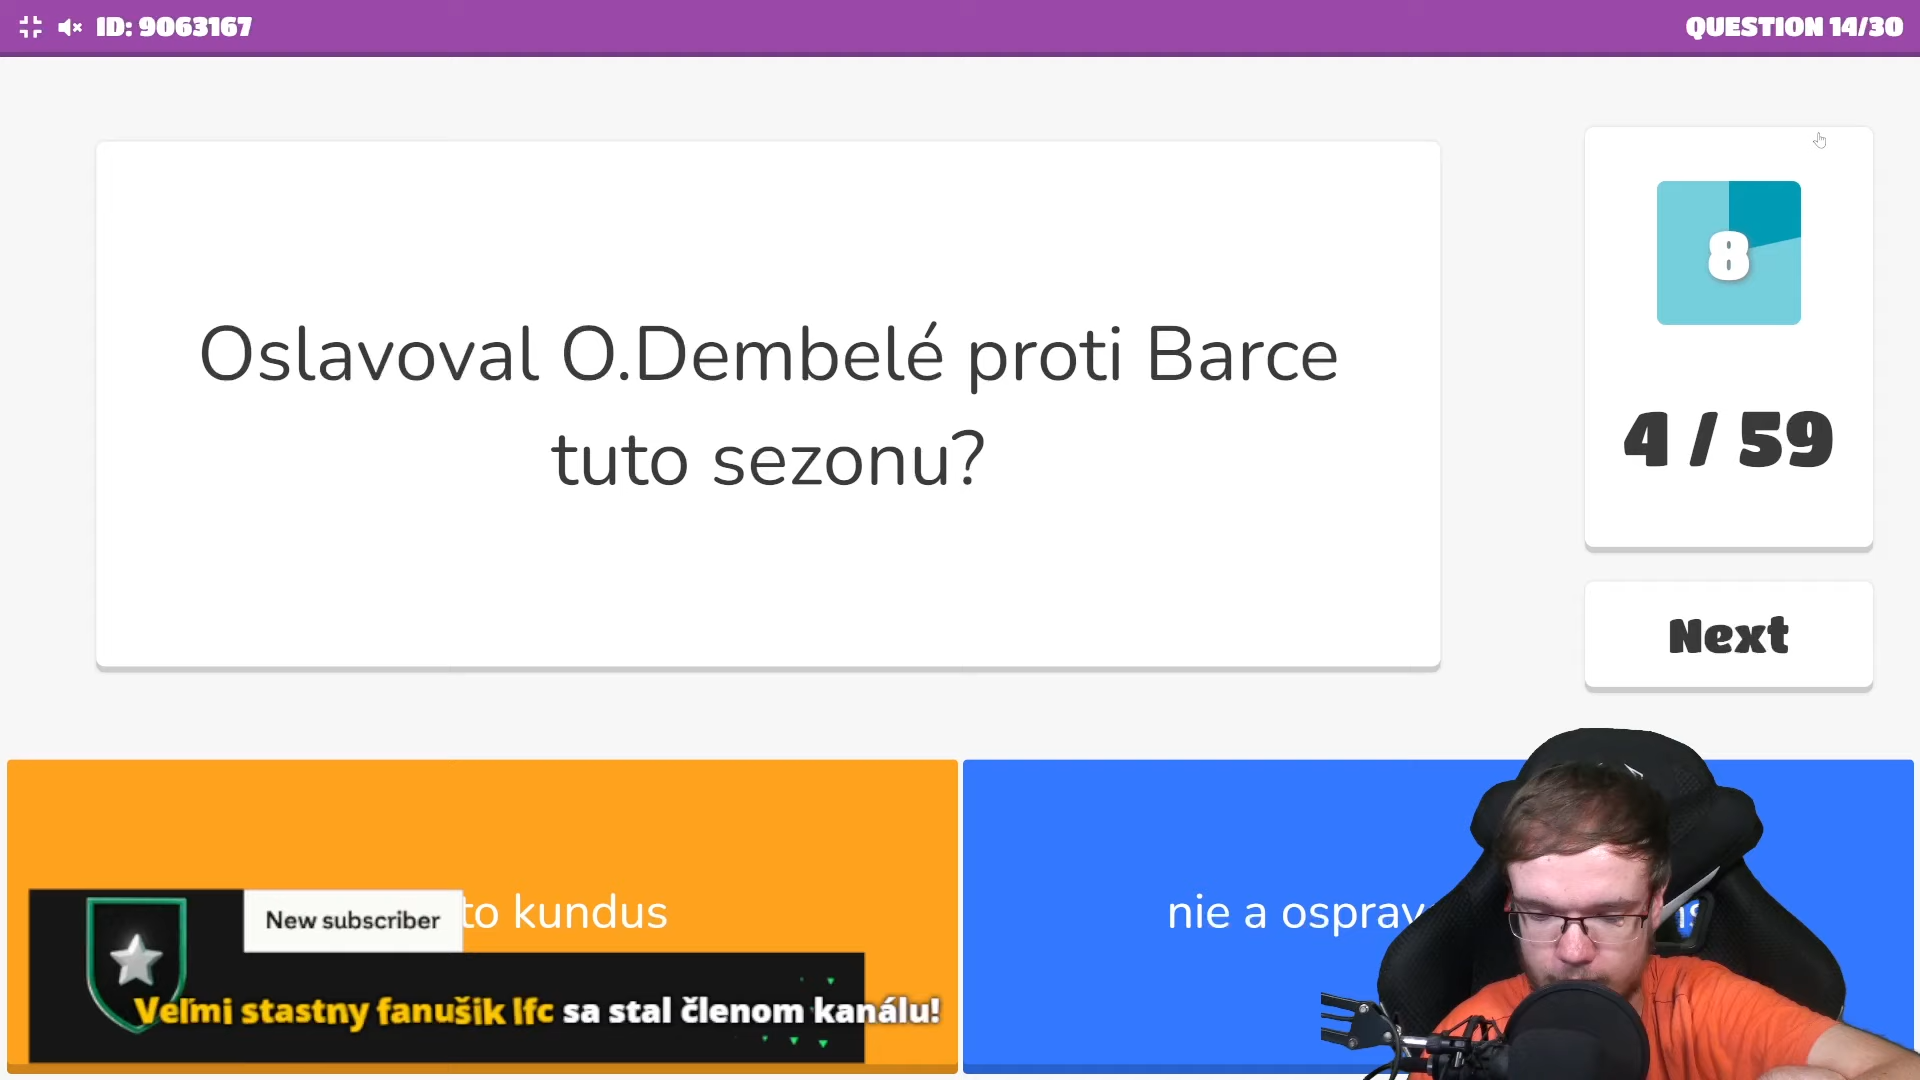 ID: 9063167
QUESTION 14/30
Oslavoval O.Dembelé proti Barce
tuto sezonu?
8
4 / 59
Next
to kundus
nie a
New subscriber
Veľmi stastny fanušik lfc sa stal členom kanálu!